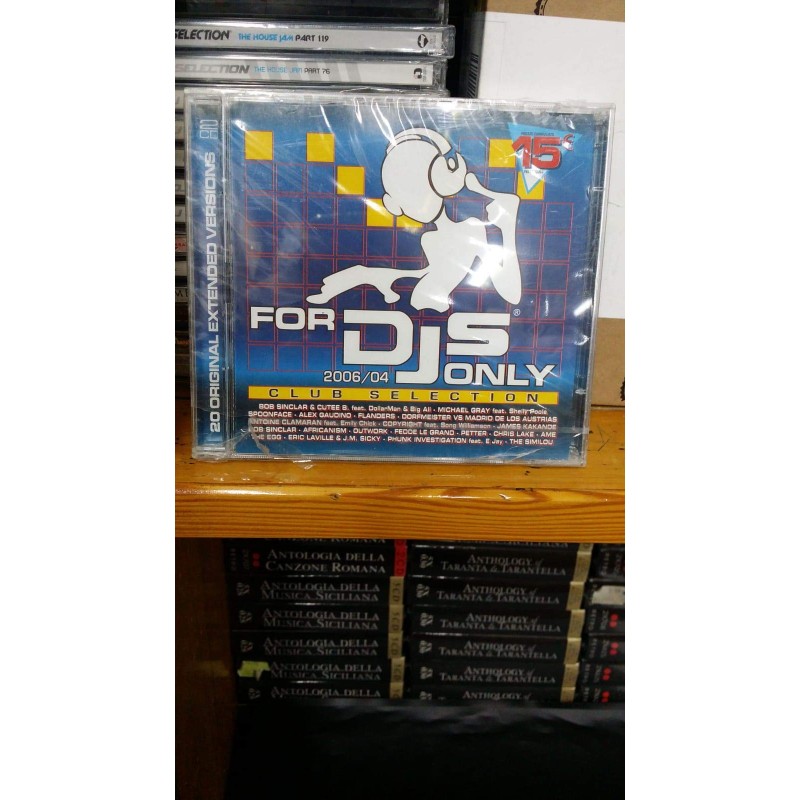 SELECTION THE HOUSE JAM PART 119
SELECTION THE HOUSE JAM PART 76
20 ORIGINAL EXTENDED VERSIONS
15€
FOR DJS ONLY
®
2006/04
CLUB SELECTION
BOB SINCLAR & CUTEE B. feat. DollarMan & Big Ali - MICHAEL GRAY feat. Shelly Poole
SPOONFACE - ALEX GAUDINO - FLANDERS - DORFMEISTER VS MADRID DE LOS AUSTRIAS
ANTOINE CLAMARAN feat. Emily Chick - COPYRIGHT feat. Song Williamson - JAMES KAKANDE
BOB SINCLAR - AFRICANISM - OUTWORK - FEDDE LE GRAND - PETTER - CHRIS LAKE - AME
THE EGG - ERIC LAVILLE & J.M. SICKY - PHUNK INVESTIGATION feat. E Jay - THE SIMILOU
CANZONE ROMANA
ANTOLOGIA DELLA
CANZONE ROMANA
ANTOLOGIA DELLA
MUSICA SICILIANA
ANTOLOGIA DELLA
MUSICA SICILIANA
ANTOLOGIA DELLA
MUSICA SICILIANA
ANTOLOGIA DELLA
MUSICA SICILIANA
ANTOLOGIA DELLA
ANTHOLOGY of
TARANTA & TARANTELLA
ANTHOLOGY of
TARANTA & TARANTELLA
ANTHOLOGY of
TARANTA & TARANTELLA
ANTHOLOGY of
TARANTA & TARANTELLA
ANTHOLOGY of
TARANTA & TARANTELLA
ANTHOLOGY of